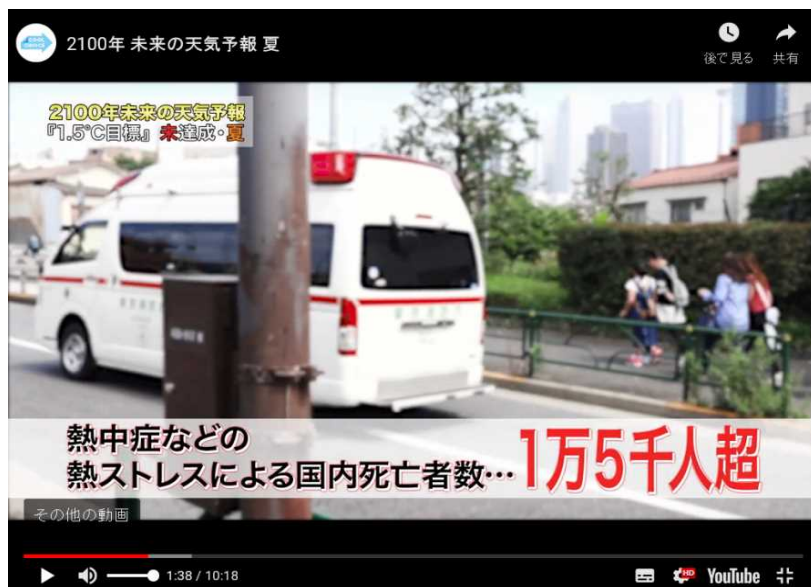 2100年 未来の天気予報 夏
後で見る
共有
2100年未来の天気予報
『1.5°C目標』未達成・夏
熱中症などの
熱ストレスによる国内死亡者数…1万5千人超
その他の動画
1:38 / 10:18
HD
YouTube